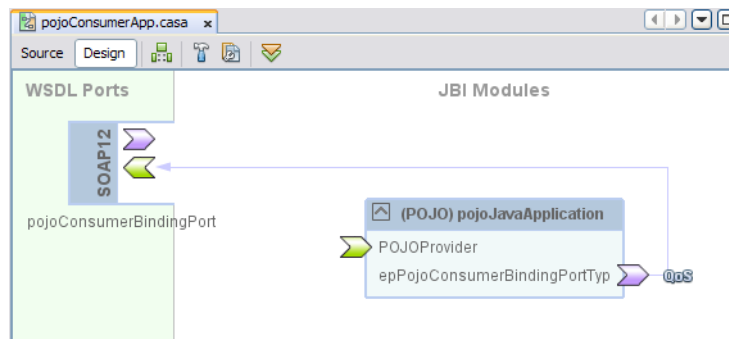 pojoConsumerApp.casa x
Source Design
WSDL Ports
JBI Modules
SOAP12
pojoConsumerBindingPort
(POJO) pojoJavaApplication
POJOProvider
epPojoConsumerBindingPortTyp
QoS